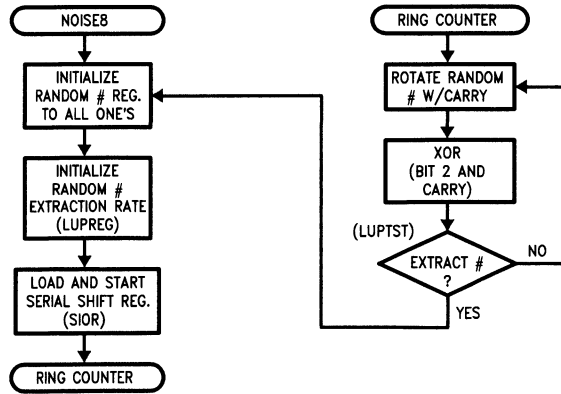 NOISE8
INITIALIZE
RANDOM # REG.
TO ALL ONE'S
INITIALIZE
RANDOM #
EXTRACTION RATE
(LUPREG)
LOAD AND START
SERIAL SHIFT REG.
(SIOR)
RING COUNTER
RING COUNTER
ROTATE RANDOM
# W/CARRY
XOR
(BIT 2 AND
CARRY)
(LUPTST)
EXTRACT #
?
NO
YES